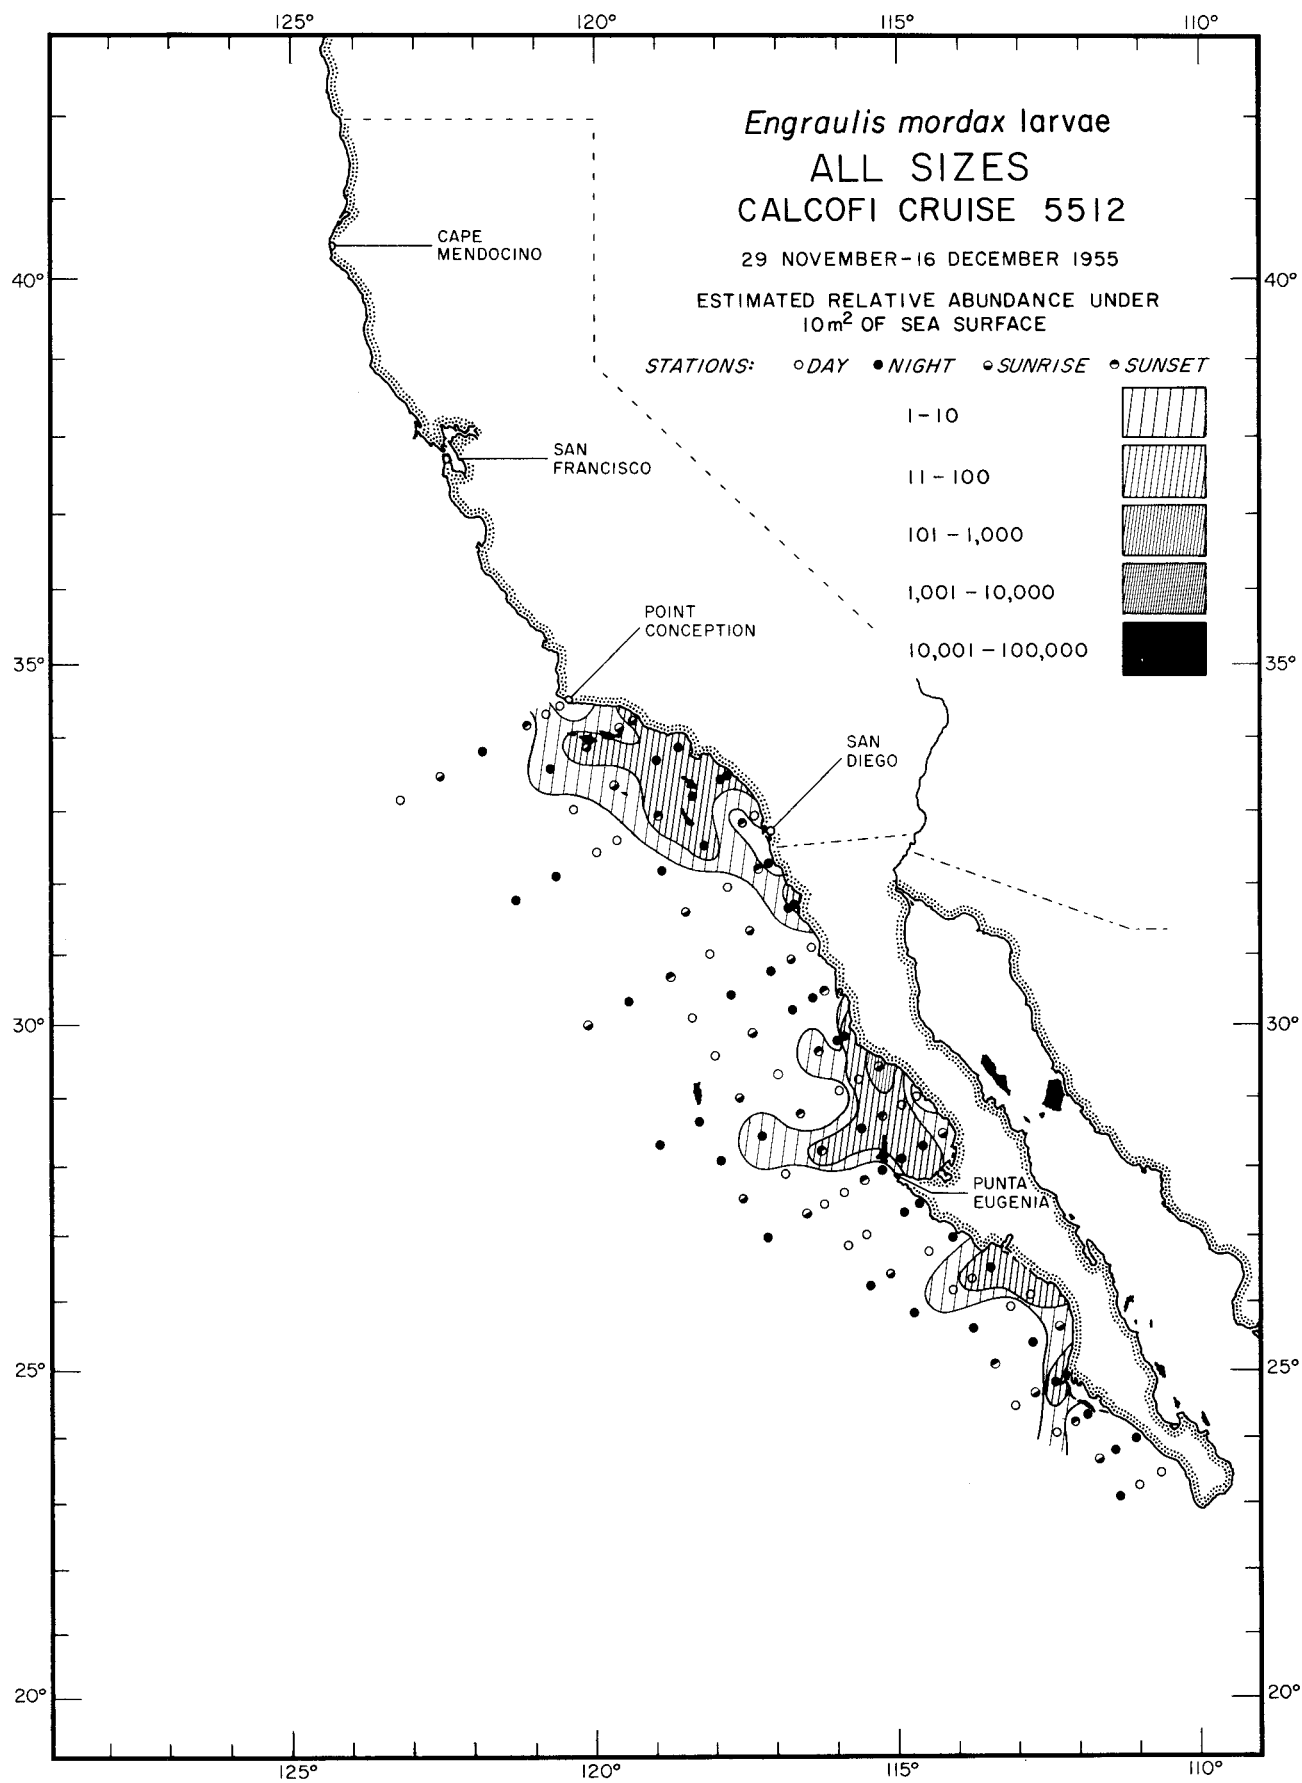 125° 120° 115° 110°
Engraulis mordax larvae
ALL SIZES
CALCOFI CRUISE 5512
29 NOVEMBER-16 DECEMBER 1955
ESTIMATED RELATIVE ABUNDANCE UNDER
10m² OF SEA SURFACE
STATIONS: DAY NIGHT SUNRISE SUNSET
1-10
11-100
101-1,000
1,001-10,000
10,001-100,000
CAPE
MENDOCINO
40° 40°
SAN
FRANCISCO
POINT
CONCEPTION
35° 35°
SAN
DIEGO
30° 30°
PUNTA
EUGENIA
25° 25°
20° 20°
125° 120° 115° 110°